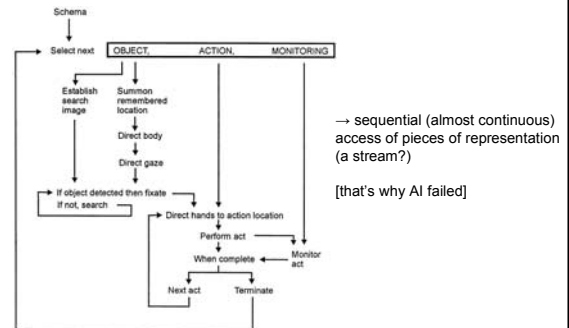 Schema
Select next OBJECT, ACTION, MONITORING
Establish search image
Summon remembered location
Direct body
Direct gaze
If object detected then fixate
If not, search
Direct hands to action location
Perform act
When complete
Monitor act
Next act Terminate
→ sequential (almost continuous)
access of pieces of representation
(a stream?)
[that's why AI failed]